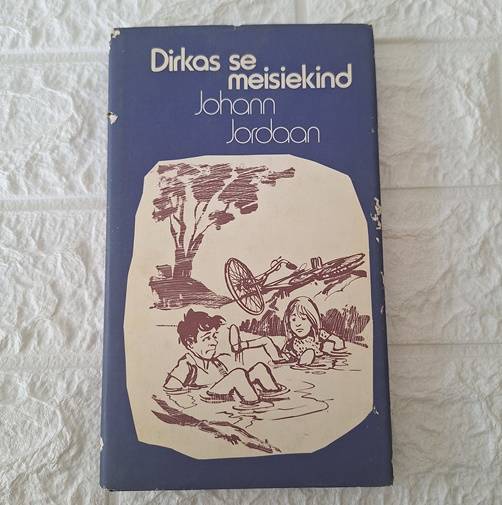 Dirkas se
meisiekind
Johann
Jordaan